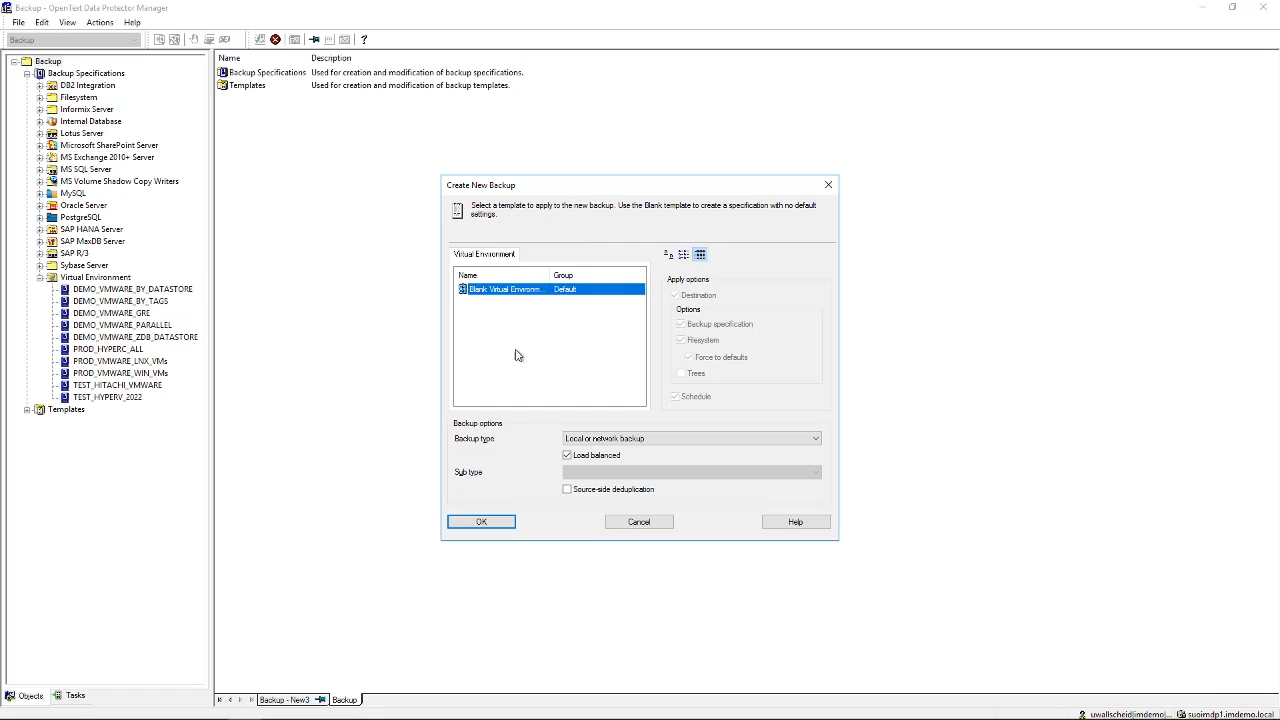 Backup - OpenText Data Protector Manager
File Edit View Actions Help
Backup
Backup
Backup Specifications
DB2 Integration
Filesystem
Informix Server
Internal Database
Lotus Server
Microsoft SharePoint Server
MS Exchange 2010+ Server
MS SQL Server
MS Volume Shadow Copy Writers
MySQL
Oracle Server
PostgreSQL
SAP HANA Server
SAP MaxDB Server
SAP R/3
Sybase Server
Virtual Environment
DEMO_VMWARE_BY_DATASTORE
DEMO_VMWARE_BY_TAGS
DEMO_VMWARE_GRE
DEMO_VMWARE_PARALLEL
DEMO_VMWARE_ZDB_DATASTORE
PROD_HYPERC_ALL
PROD_VMWARE_LNX_VMs
PROD_VMWARE_WIN_VMs
TEST_HITACHI_VMWARE
TEST_HYPERV_2022
Templates
Objects Tasks
Name Description
Backup Specifications Used for creation and modification of backup specifications.
Templates Used for creation and modification of backup templates.
Create New Backup
Select a template to apply to the new backup. Use the Blank template to create a specification with no default
settings.
Virtual Environment
Name Group
Blank Virtual Environm... Default
Apply options
Destination
Options
Backup specification
Filesystem
Force to defaults
Trees
Schedule
Backup options
Backup type Local or network backup
Load balanced
Sub type
Source-side deduplication
OK Cancel Help
Backup - New3 Backup
uwallscheid|imdemo|... suoimdp1.imdemo.local